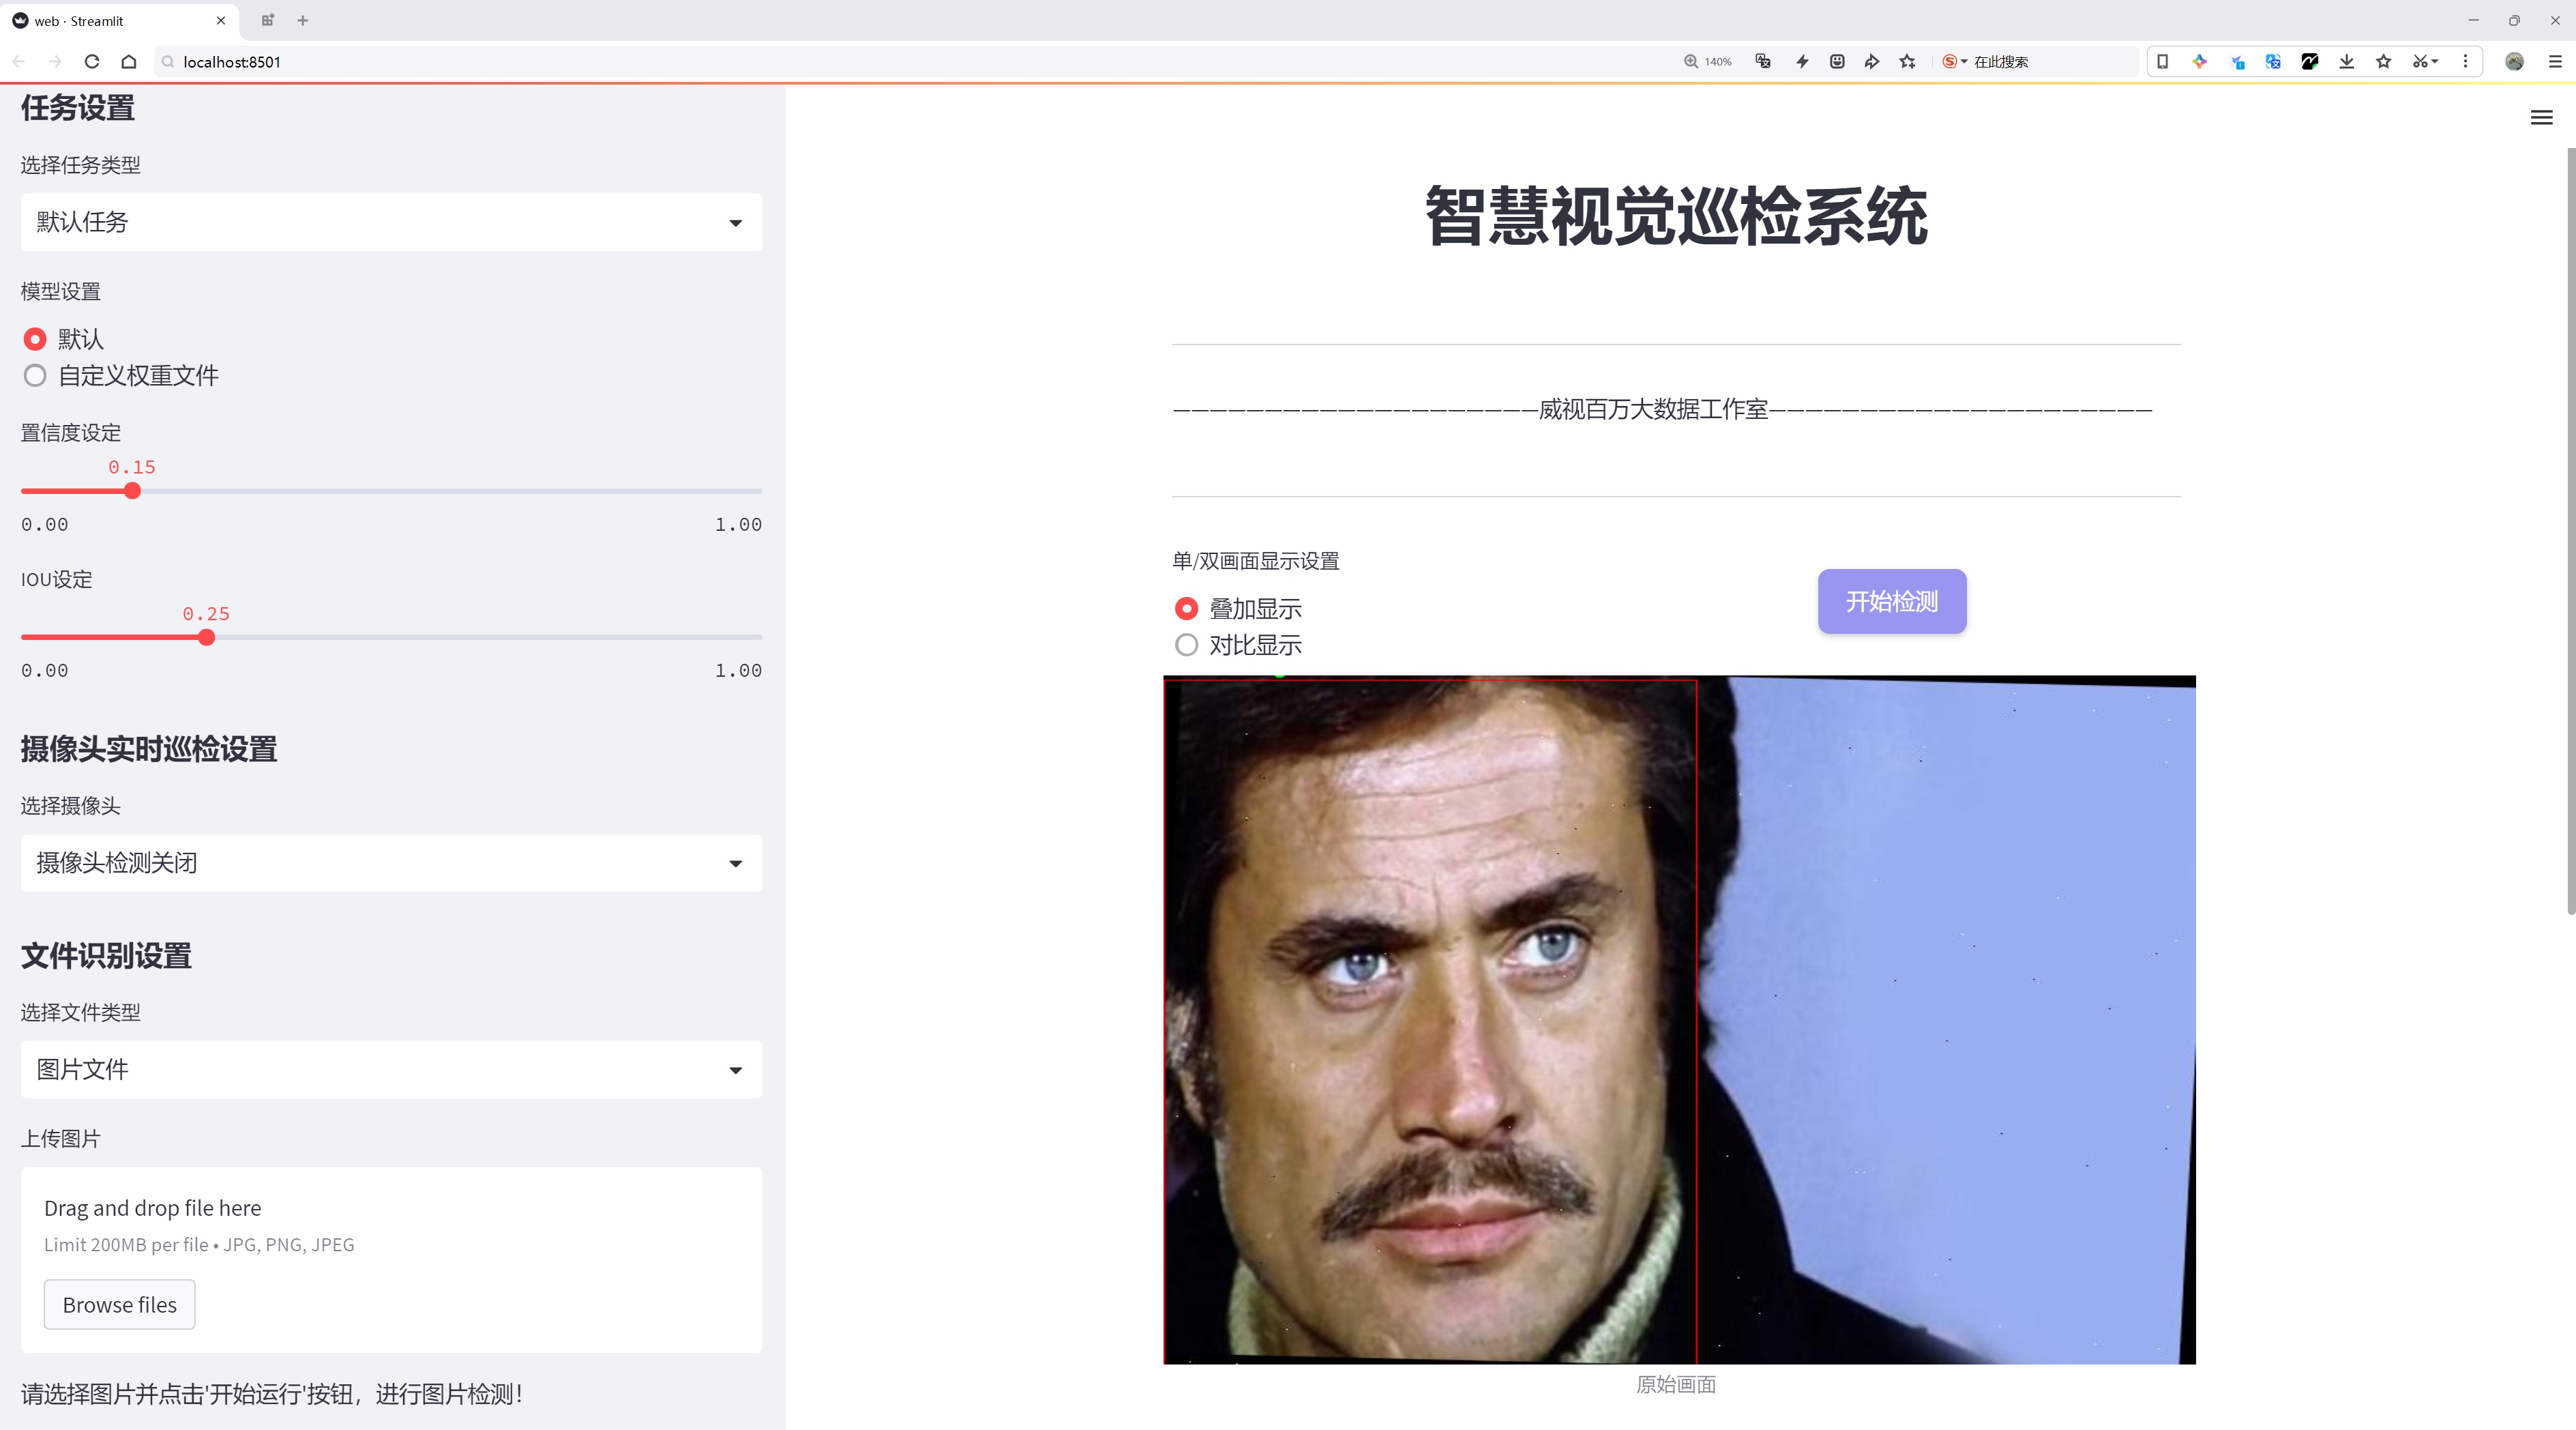 web · Streamlit
localhost:8501
140%
在此搜索
任务设置
选择任务类型
默认任务
模型设置
默认
自定义权重文件
置信度设定
0.15
0.00
1.00
IOU设定
0.25
0.00
1.00
摄像头实时巡检设置
选择摄像头
摄像头检测关闭
文件识别设置
选择文件类型
图片文件
上传图片
Drag and drop file here
Limit 200MB per file • JPG, PNG, JPEG
Browse files
请选择图片并点击'开始运行'按钮，进行图片检测！
智慧视觉巡检系统
————————————————————威视百万大数据工作室—————————————————————
单/双画面显示设置
叠加显示
对比显示
开始检测
原始画面